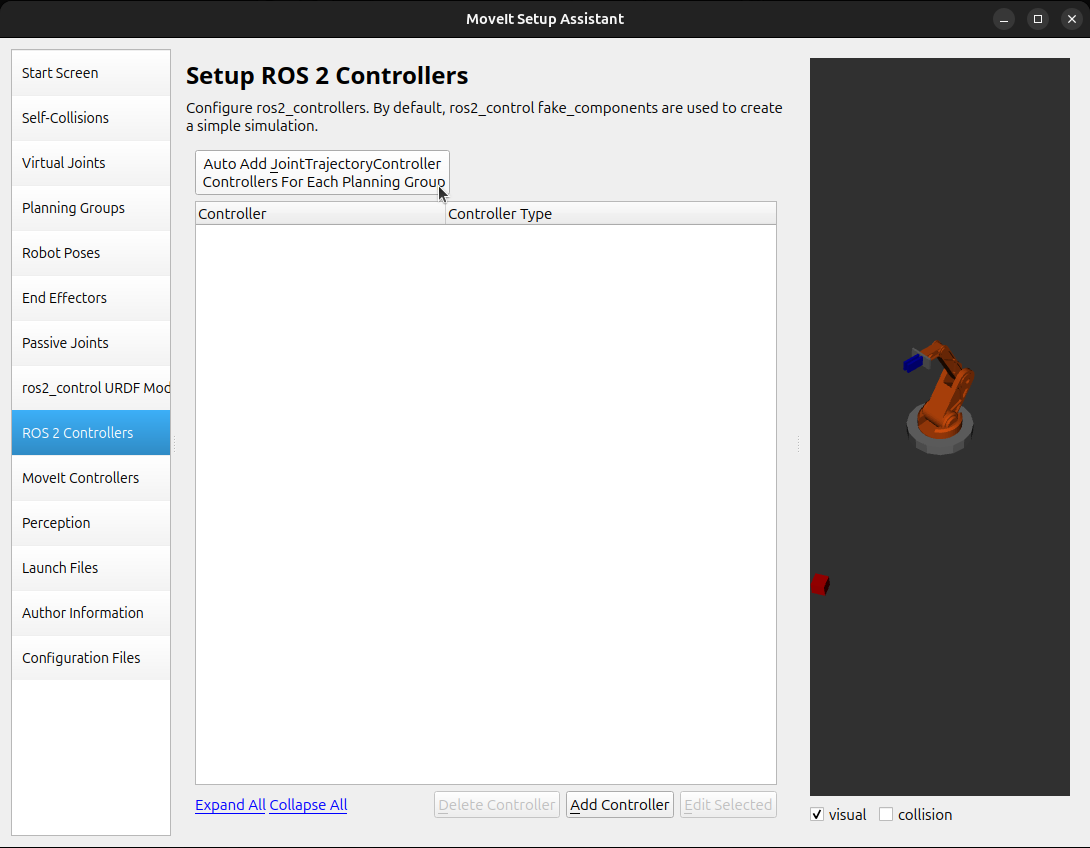 MoveIt Setup Assistant
Start Screen
Self-Collisions
Virtual Joints
Planning Groups
Robot Poses
End Effectors
Passive Joints
ros2_control URDF Mod
ROS 2 Controllers
MoveIt Controllers
Perception
Launch Files
Author Information
Configuration Files
Setup ROS 2 Controllers
Configure ros2_controllers. By default, ros2_control fake_components are used to create
a simple simulation.
Auto Add JointTrajectoryController
Controllers For Each Planning Group
Controller Controller Type
Expand All Collapse All Delete Controller Add Controller Edit Selected
visual collision